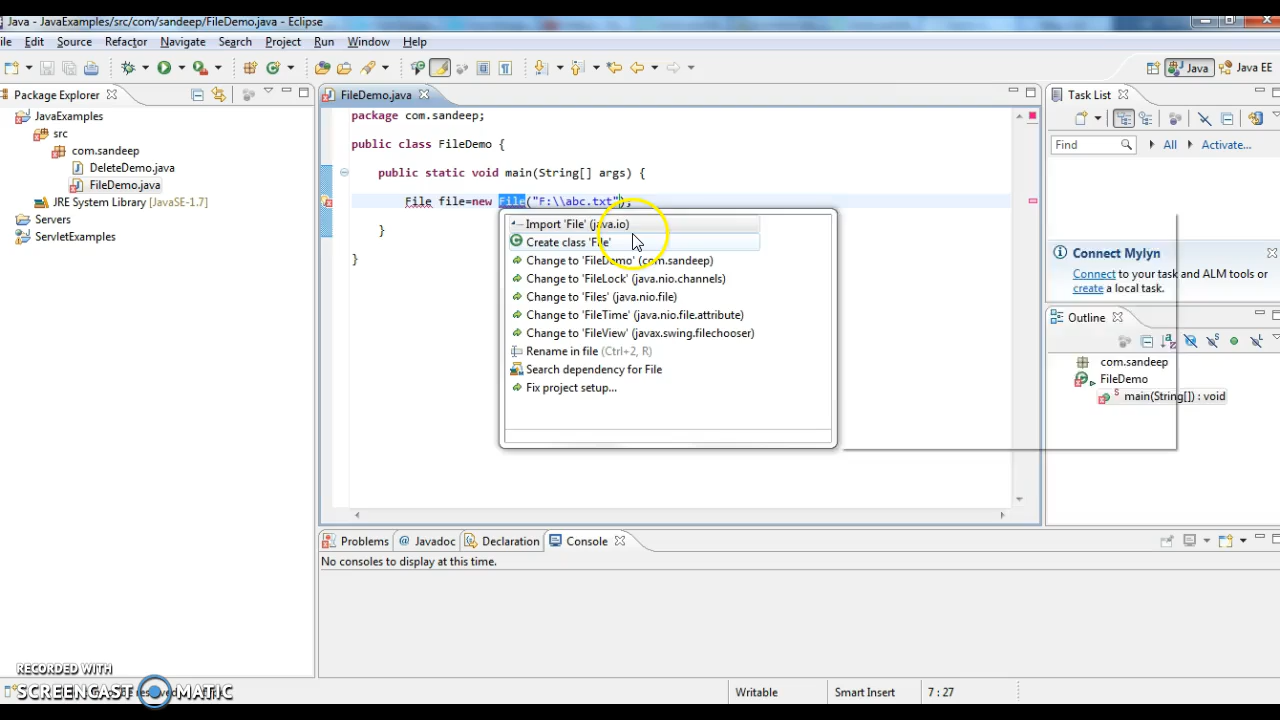 Java - JavaExamples/src/com/sandeep/FileDemo.java - Eclipse
ile Edit Source Refactor Navigate Search Project Run Window Help
Java Java EE
Package Explorer
JavaExamples
src
com.sandeep
DeleteDemo.java
FileDemo.java
JRE System Library [JavaSE-1.7]
Servers
ServletExamples
FileDemo.java
package com.sandeep;
public class FileDemo {
public static void main(String[] args) {
File file=new File("F:\\abc.txt");
}
}
Import 'File' (java.io)
Create class 'File'
Change to 'FileDemo' (com.sandeep)
Change to 'FileLock' (java.nio.channels)
Change to 'Files' (java.nio.file)
Change to 'FileTime' (java.nio.file.attribute)
Change to 'FileView' (javax.swing.filechooser)
Rename in file (Ctrl+2, R)
Search dependency for File
Fix project setup...
Task List
Find All Activate...
Connect Mylyn
Connect to your task and ALM tools or
create a local task.
Outline
com.sandeep
FileDemo
main(String[]) : void
Problems Javadoc Declaration Console
No consoles to display at this time.
RECORDED WITH
SCREENCAST MATIC
Writable Smart Insert 7 : 27